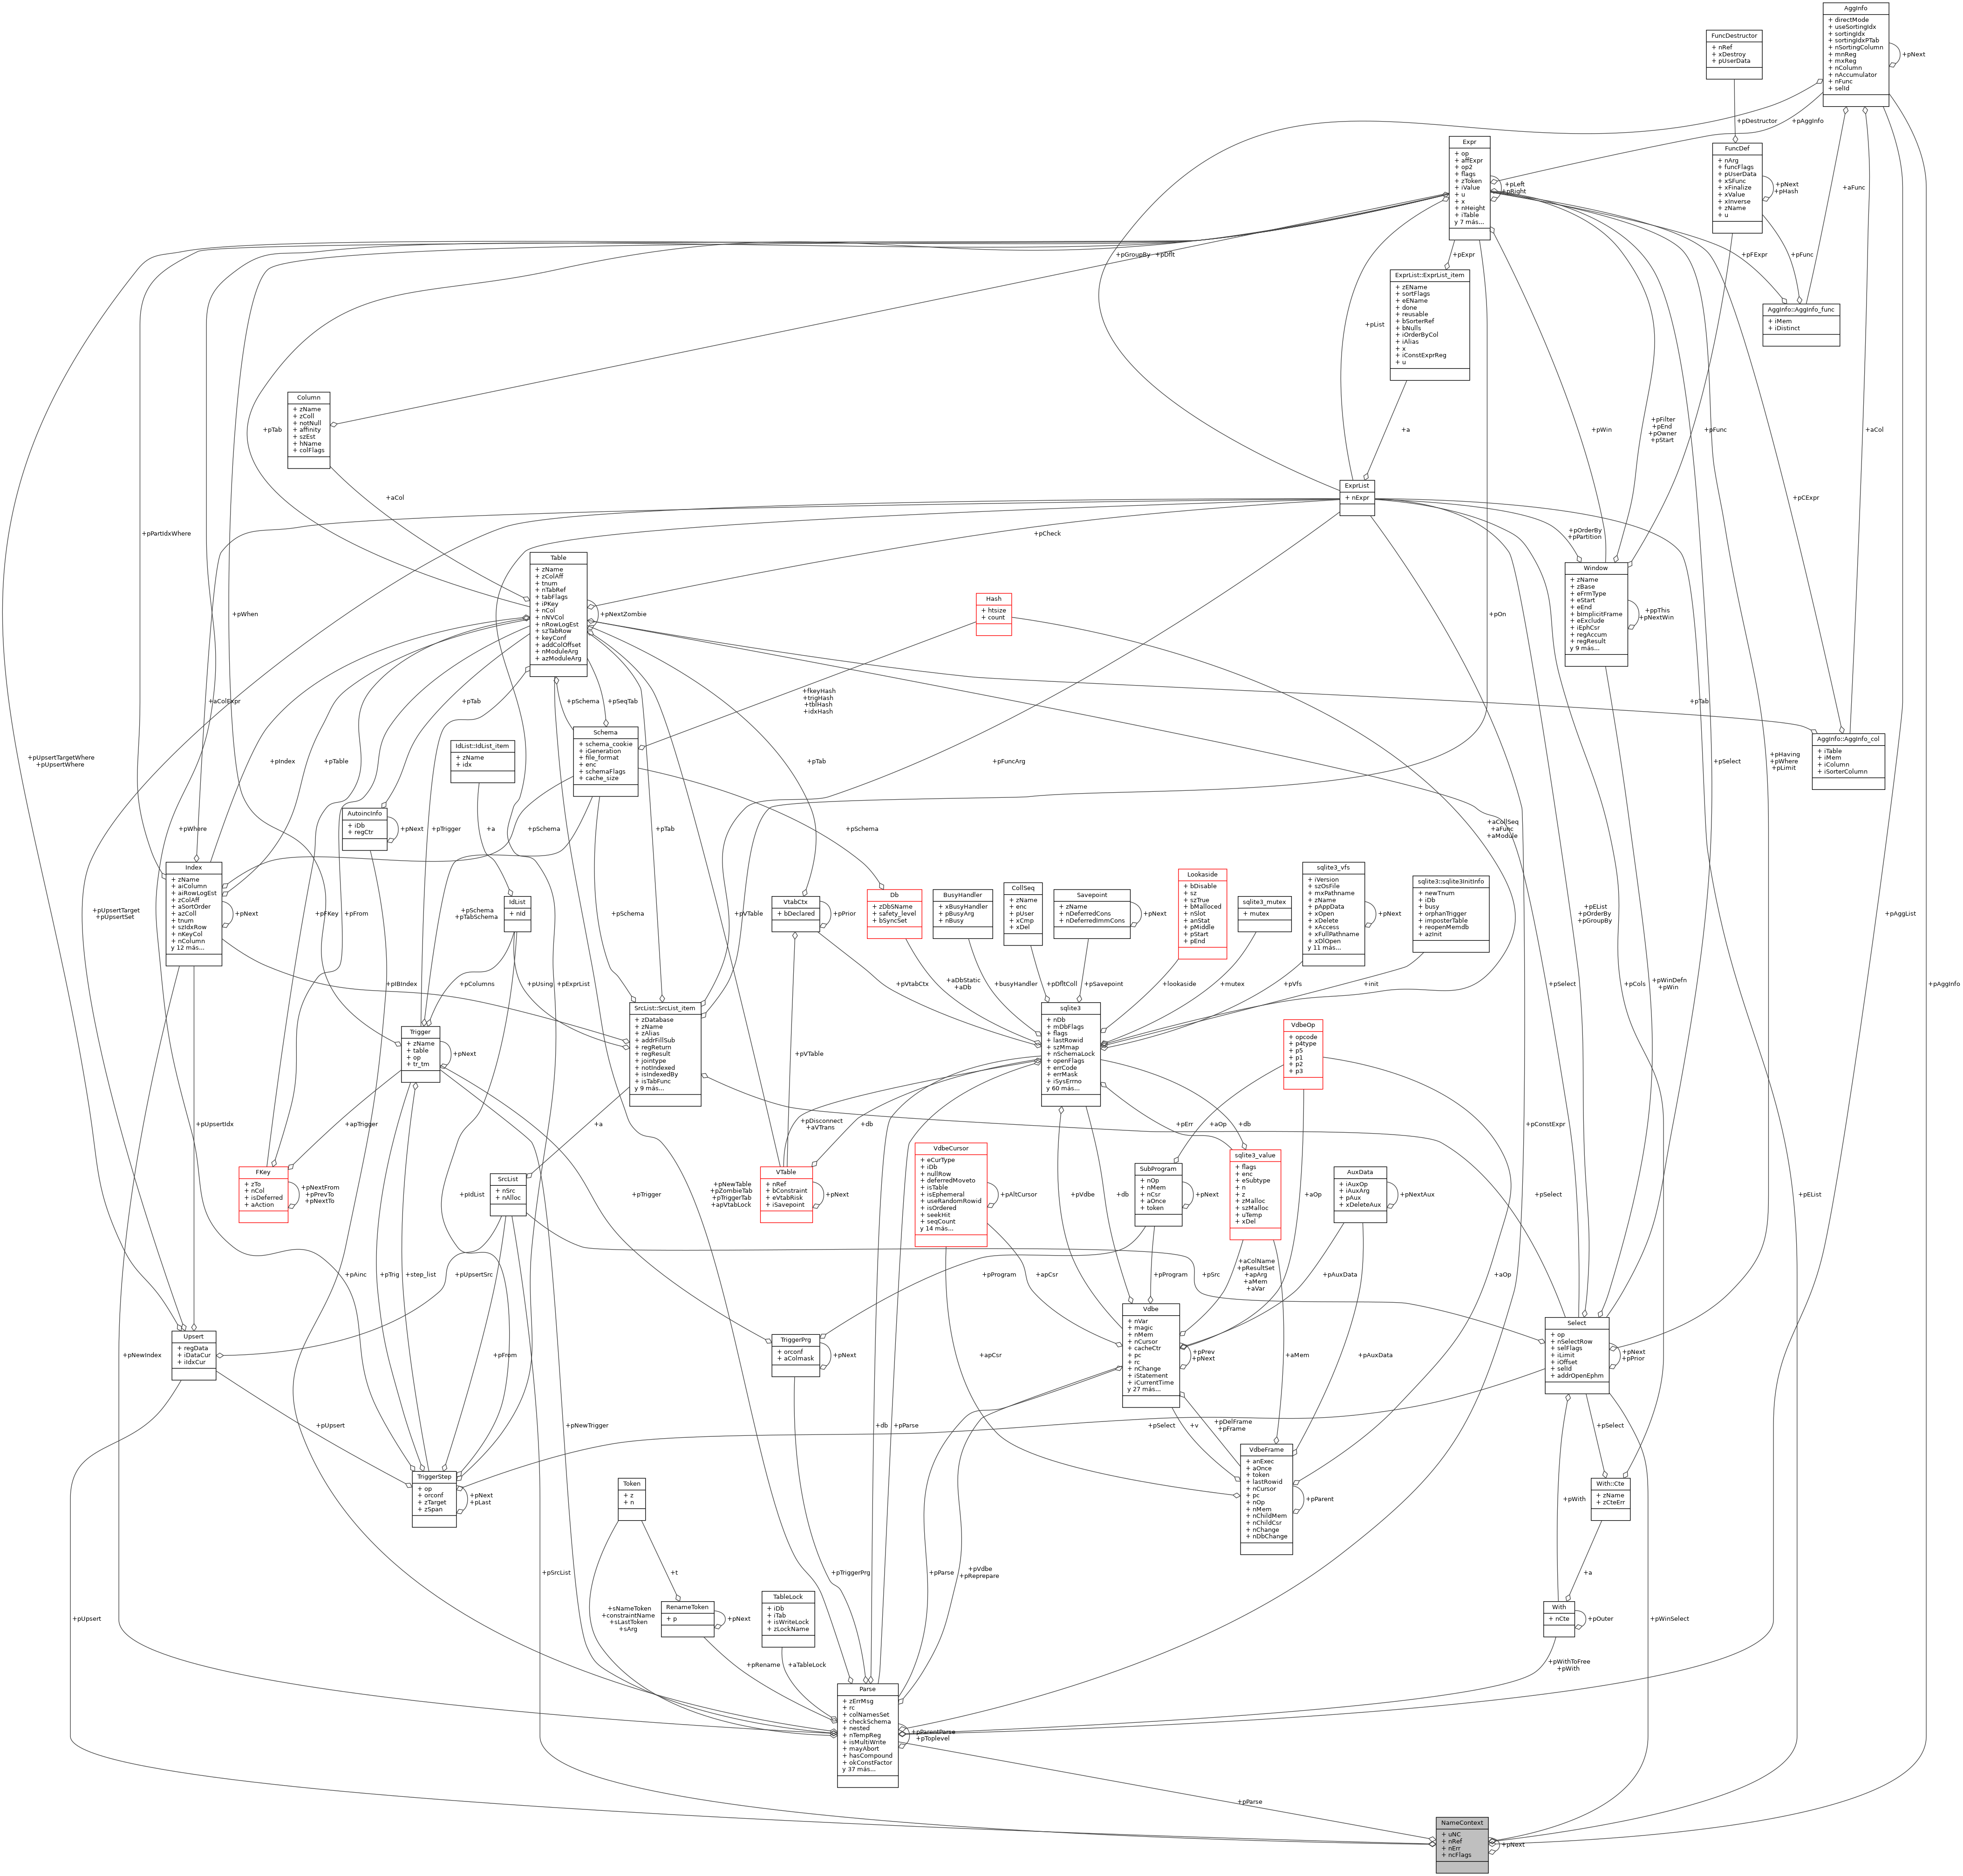 AggInfo
+ directMode
+ useSortingIdx
+ sortingIdx
+ sortingIdxPTab
+ nSortingColumn
+ mnReg
+ mxReg
+ nColumn
+ nAccumulator
+ nFunc
+ selId
+pNext
FuncDestructor
+ nRef
+ xDestroy
+ pUserData
+pDestructor
+pAggInfo
Expr
+ op
+ affExpr
+ op2
+ flags
+ zToken
+ iValue
+ u
+ x
+ nHeight
+ iTable
y 7 más...
+pLeft
+pRight
FuncDef
+ nArg
+ funcFlags
+ pUserData
+ xSFunc
+ xFinalize
+ xValue
+ xInverse
+ zName
+ u
+pNext
+pHash
+aFunc
+pGroupBy
+pDflt
+pExpr
+pFExpr
+pFunc
ExprList::ExprList_item
+ zEName
+ sortFlags
+ eEName
+ done
+ reusable
+ bSorterRef
+ bNulls
+ iOrderByCol
+ iAlias
+ x
+ iConstExprReg
+ u
AggInfo::AggInfo_func
+ iMem
+ iDistinct
+pList
Column
+ zName
+ zColl
+ notNull
+ affinity
+ szEst
+ hName
+ colFlags
+pTab
+a
+pWin
+pFilter
+pEnd
+pOwner
+pStart
+pFunc
+aCol
+aCol
ExprList
+ nExpr
+pCExpr
+pPartIdxWhere
+pCheck
+pOrderBy
+pPartition
Table
+ zName
+ zColAff
+ tnum
+ nTabRef
+ tabFlags
+ iPKey
+ nCol
+ nNVCol
+ nRowLogEst
+ szTabRow
+ keyConf
+ addColOffset
+ nModuleArg
+ azModuleArg
+pNextZombie
Hash
+ htsize
+ count
Window
+ zName
+ zBase
+ eFrmType
+ eStart
+ eEnd
+ bImplicitFrame
+ eExclude
+ iEphCsr
+ regAccum
+ regResult
y 9 más...
+ppThis
+pNextWin
+pWhen
+pOn
+aColExpr
+pSchema
+pSeqTab
+fkeyHash
+trigHash
+tblHash
+idxHash
+pTab
+pTab
Schema
+ schema_cookie
+ iGeneration
+ file_format
+ enc
+ schemaFlags
+ cache_size
IdList::IdList_item
+ zName
+ idx
AggInfo::AggInfo_col
+ iTable
+ iMem
+ iColumn
+ iSorterColumn
+pUpsertTargetWhere
+pUpsertWhere
+pIndex
+pTable
+pTab
+pFuncArg
+pHaving
+pWhere
+pLimit
+pSelect
AutoincInfo
+ iDb
+ regCtr
+pNext
+pWhere
+pTrigger
+a
+pSchema
+pTab
+pSchema
+aCollSeq
+aFunc
+aModule
Index
+ zName
+ aiColumn
+ aiRowLogEst
+ zColAff
+ aSortOrder
+ azColl
+ tnum
+ szIdxRow
+ nKeyCol
+ nColumn
y 12 más...
+pNext
+pUpsertTarget
+pUpsertSet
+pFKey
+pFrom
+pSchema
+pTabSchema
IdList
+ nId
+pSchema
+pVTable
VtabCtx
+ bDeclared
+pPrior
Db
+ zDbSName
+ safety_level
+ bSyncSet
BusyHandler
+ xBusyHandler
+ pBusyArg
+ nBusy
CollSeq
+ zName
+ enc
+ pUser
+ xCmp
+ xDel
Savepoint
+ zName
+ nDeferredCons
+ nDeferredImmCons
+pNext
Lookaside
+ bDisable
+ sz
+ szTrue
+ bMalloced
+ nSlot
+ anStat
+ pMiddle
+ pStart
+ pEnd
sqlite3_mutex
+ mutex
sqlite3_vfs
+ iVersion
+ szOsFile
+ mxPathname
+ zName
+ pAppData
+ xOpen
+ xDelete
+ xAccess
+ xFullPathname
+ xDlOpen
y 11 más...
+pNext
sqlite3::sqlite3InitInfo
+ newTnum
+ iDb
+ busy
+ orphanTrigger
+ imposterTable
+ reopenMemdb
+ azInit
+pEList
+pOrderBy
+pGroupBy
+pAggList
+pIBIndex
+pColumns
+pUsing
+pExprList
+pVtabCtx
+aDbStatic
+aDb
+busyHandler
+pDfltColl
+pSavepoint
+lookaside
+mutex
+pVfs
+init
+pSelect
+pCols
+pWinDefn
+pWin
+pAggInfo
SrcList::SrcList_item
+ zDatabase
+ zName
+ zAlias
+ addrFillSub
+ regReturn
+ regResult
+ jointype
+ notIndexed
+ isIndexedBy
+ isTabFunc
y 9 más...
sqlite3
+ nDb
+ mDbFlags
+ flags
+ lastRowid
+ szMmap
+ nSchemaLock
+ openFlags
+ errCode
+ errMask
+ iSysErrno
y 60 más...
Trigger
+ zName
+ table
+ op
+ tr_tm
+pNext
+pVTable
VdbeOp
+ opcode
+ p4type
+ p5
+ p1
+ p2
+ p3
+pUpsertIdx
+apTrigger
+a
+pDisconnect
+aVTrans
+db
+pErr
+aOp
+db
+pConstExpr
FKey
+ zTo
+ nCol
+ isDeferred
+ aAction
+pNextFrom
+pPrevTo
+pNextTo
SrcList
+ nSrc
+ nAlloc
+pIdList
+pTrigger
+pNewTable
+pZombieTab
+pTriggerTab
+apVtabLock
VTable
+ nRef
+ bConstraint
+ eVtabRisk
+ iSavepoint
+pNext
VdbeCursor
+ eCurType
+ iDb
+ nullRow
+ deferredMoveto
+ isTable
+ isEphemeral
+ useRandomRowid
+ isOrdered
+ seekHit
+ seqCount
y 14 más...
+pAltCursor
+pVdbe
+db
SubProgram
+ nOp
+ nMem
+ nCsr
+ aOnce
+ token
+pNext
sqlite3_value
+ flags
+ enc
+ eSubtype
+ n
+ z
+ zMalloc
+ szMalloc
+ uTemp
+ xDel
+aOp
AuxData
+ iAuxOp
+ iAuxArg
+ pAux
+ xDeleteAux
+pNextAux
+pSelect
+pEList
+pAinc
+pTrig
+step_list
+pUpsertSrc
+pProgram
+apCsr
+pProgram
+pSrc
+aColName
+pResultSet
+apArg
+aMem
+aVar
+pAuxData
+aOp
Upsert
+ regData
+ iDataCur
+ iIdxCur
+pNewIndex
+pFrom
TriggerPrg
+ orconf
+ aColmask
+pNext
+apCsr
Vdbe
+ nVar
+ magic
+ nMem
+ nCursor
+ cacheCtr
+ pc
+ rc
+ nChange
+ iStatement
+ iCurrentTime
y 27 más...
+pPrev
+pNext
+aMem
+pAuxData
Select
+ op
+ nSelectRow
+ selFlags
+ iLimit
+ iOffset
+ selId
+ addrOpenEphm
+pNext
+pPrior
+pUpsert
+pNewTrigger
+db
+pParse
+pSelect
+v
+pDelFrame
+pFrame
+pSelect
TriggerStep
+ op
+ orconf
+ zTarget
+ zSpan
+pNext
+pLast
Token
+ z
+ n
VdbeFrame
+ anExec
+ aOnce
+ token
+ lastRowid
+ nCursor
+ pc
+ nOp
+ nMem
+ nChildMem
+ nChildCsr
+ nChange
+ nDbChange
+pParent
+pWith
With::Cte
+ zName
+ zCteErr
+pSrcList
+t
+pTriggerPrg
+pParse
+pVdbe
+pReprepare
+a
+pUpsert
+sNameToken
+constraintName
+sLastToken
+sArg
RenameToken
+ p
+pNext
TableLock
+ iDb
+ iTab
+ isWriteLock
+ zLockName
With
+ nCte
+pOuter
+pWinSelect
+pRename
+aTableLock
+pWithToFree
+pWith
Parse
+ zErrMsg
+ rc
+ colNamesSet
+ checkSchema
+ nested
+ nTempReg
+ isMultiWrite
+ mayAbort
+ hasCompound
+ okConstFactor
y 37 más...
+pParentParse
+pToplevel
+pParse
NameContext
+ uNC
+ nRef
+ nErr
+ ncFlags
+pNext